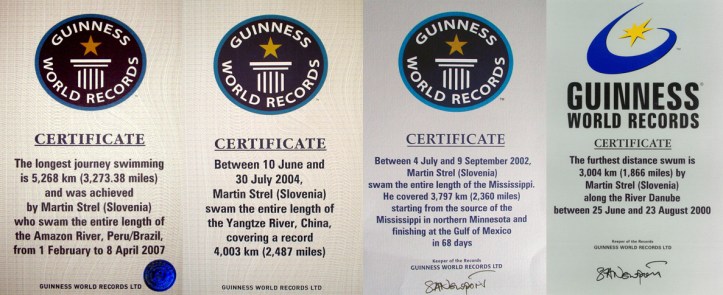 GUINNESS
WORLD RECORDS
™
CERTIFICATE
The longest journey swimming
is 5,268 km (3,273.38 miles)
and was achieved
by Martin Strel (Slovenia)
who swam the entire length of
the Amazon River, Peru/Brazil,
from 1 February to 8 April 2007
GUINNESS WORLD RECORDS LTD
GUINNESS
WORLD RECORDS
™
CERTIFICATE
Between 10 June and
30 July 2004,
Martin Strel (Slovenia)
swam the entire length of
the Yangtze River, China,
covering a record
4,003 km (2,487 miles)
GUINNESS WORLD RECORDS LTD
GUINNESS
WORLD RECORDS
™
CERTIFICATE
Between 4 July and 9 September 2002,
Martin Strel (Slovenia)
swam the entire length of the Mississippi.
He covered 3,797 km (2,360 miles)
starting from the source of the
Mississippi in northern Minnesota and
finishing at the Gulf of Mexico
in 68 days
Keeper of the Records
GUINNESS WORLD RECORDS LTD
GUINNESS®
WORLD RECORDS
CERTIFICATE
The furthest distance swum is
3,004 km (1,866 miles) by
Martin Strel (Slovenia)
along the River Danube
between 25 June and 23 August 2000
Keeper of the Records
GUINNESS WORLD RECORDS LTD